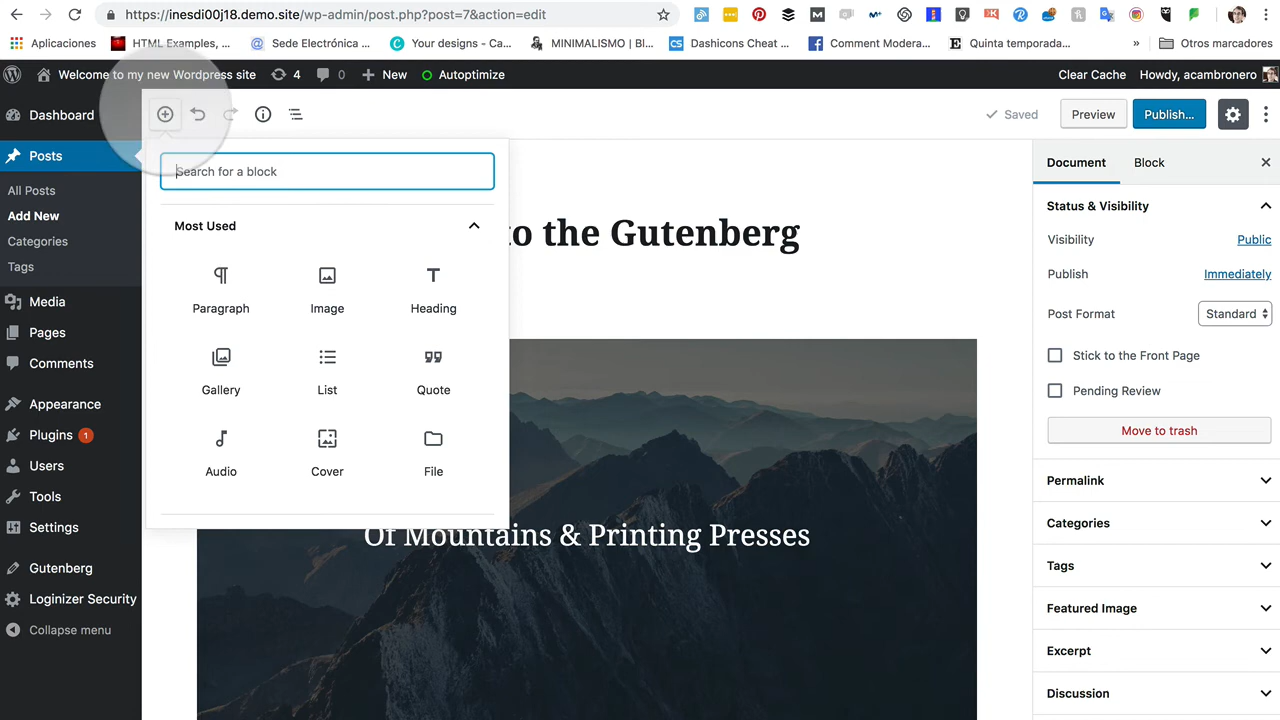 https://inesdi00j18.demo.site/wp-admin/post.php?post=7&action=edit
Aplicaciones HTML Examples, ... Sede Electrónica ... Your designs - Ca... MINIMALISMO | Bl... Dashicons Cheat ... Comment Modera... Quinta temporada... » Otros marcadores
Welcome to my new Wordpress site 4 0 New Autoptimize Clear Cache Howdy, acambronero
Dashboard
Posts
All Posts
Add New
Categories
Tags
Media
Pages
Comments
Appearance
Plugins 1
Users
Tools
Settings
Gutenberg
Loginizer Security
Collapse menu
Saved Preview Publish...
Search for a block
Most Used
Paragraph Image Heading
Gallery List Quote
Audio Cover File
to the Gutenberg
Of Mountains & Printing Presses
Document Block
Status & Visibility
Visibility Public
Publish Immediately
Post Format Standard
Stick to the Front Page
Pending Review
Move to trash
Permalink
Categories
Tags
Featured Image
Excerpt
Discussion